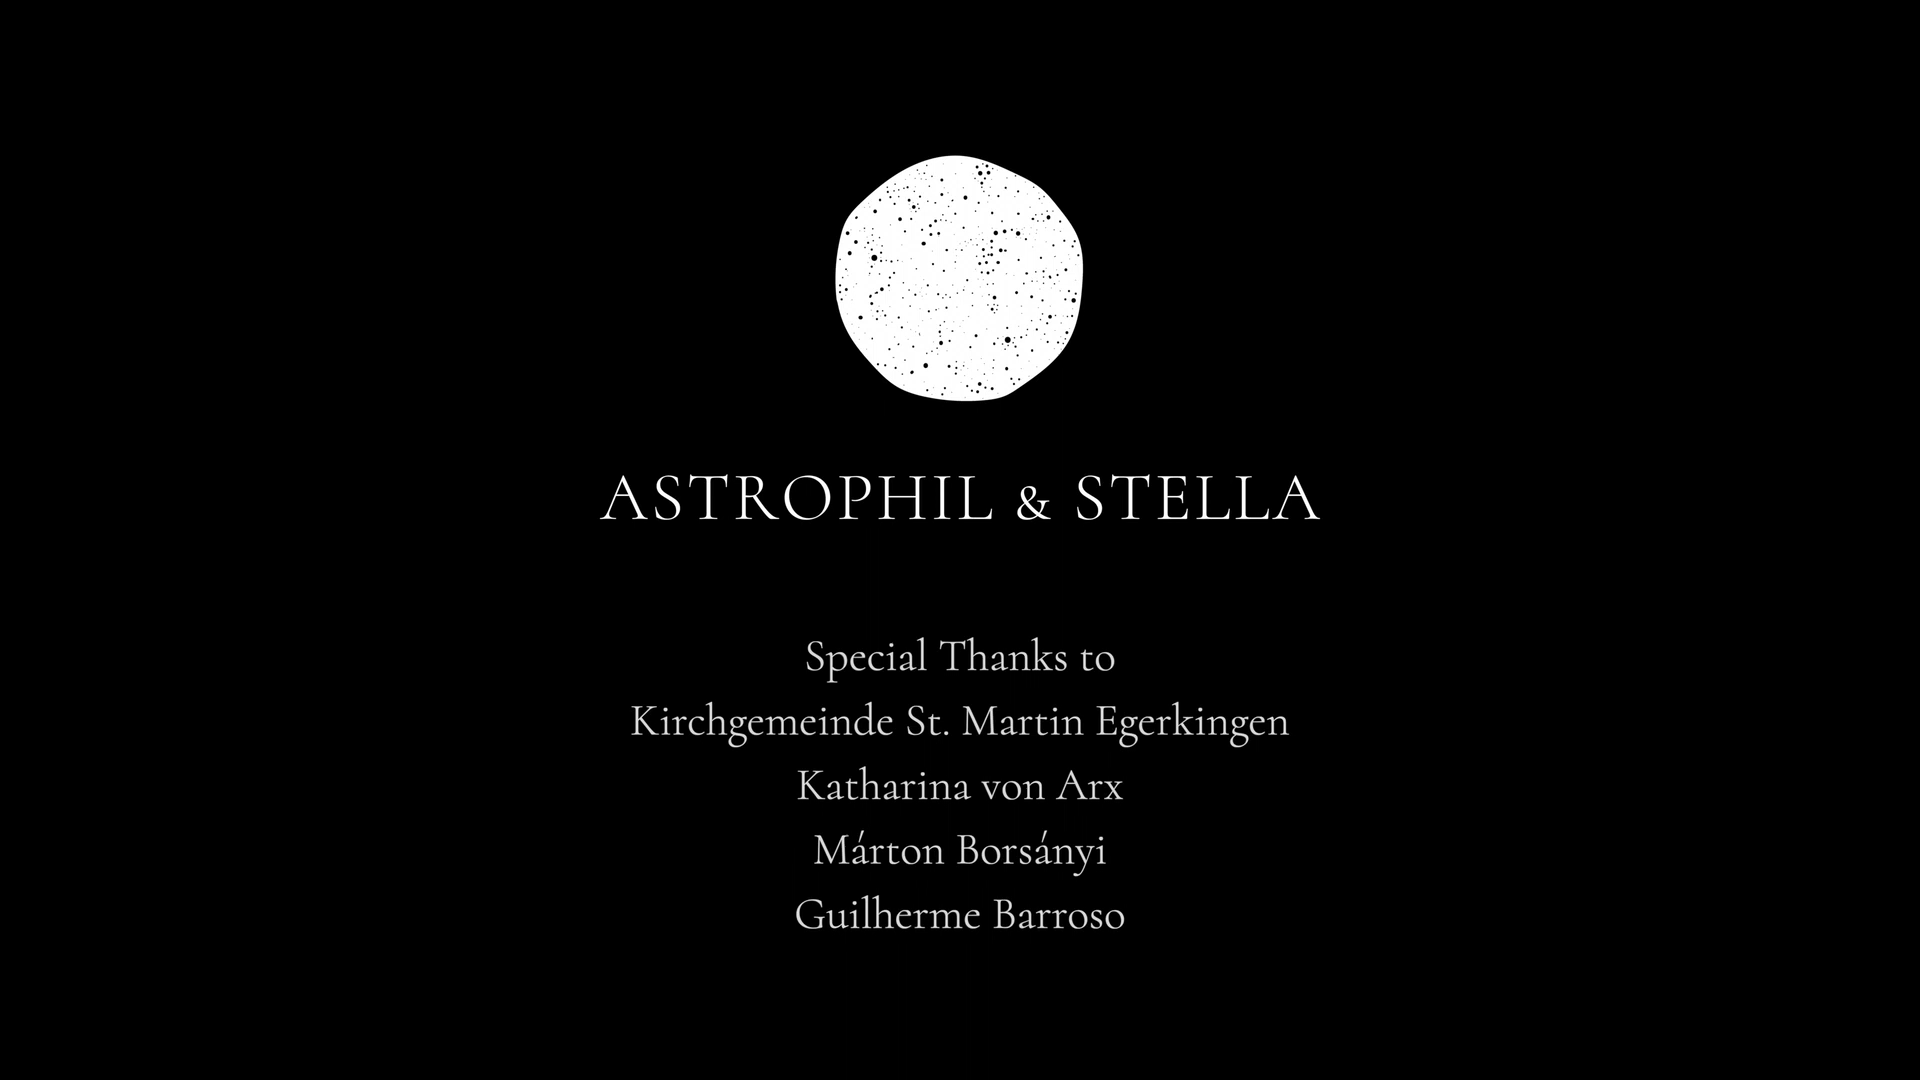 ASTROPHIL & STELLA
Special Thanks to
Kirchgemeinde St. Martin Egerkingen
Katharina von Arx
Márton Borsányi
Guilherme Barroso